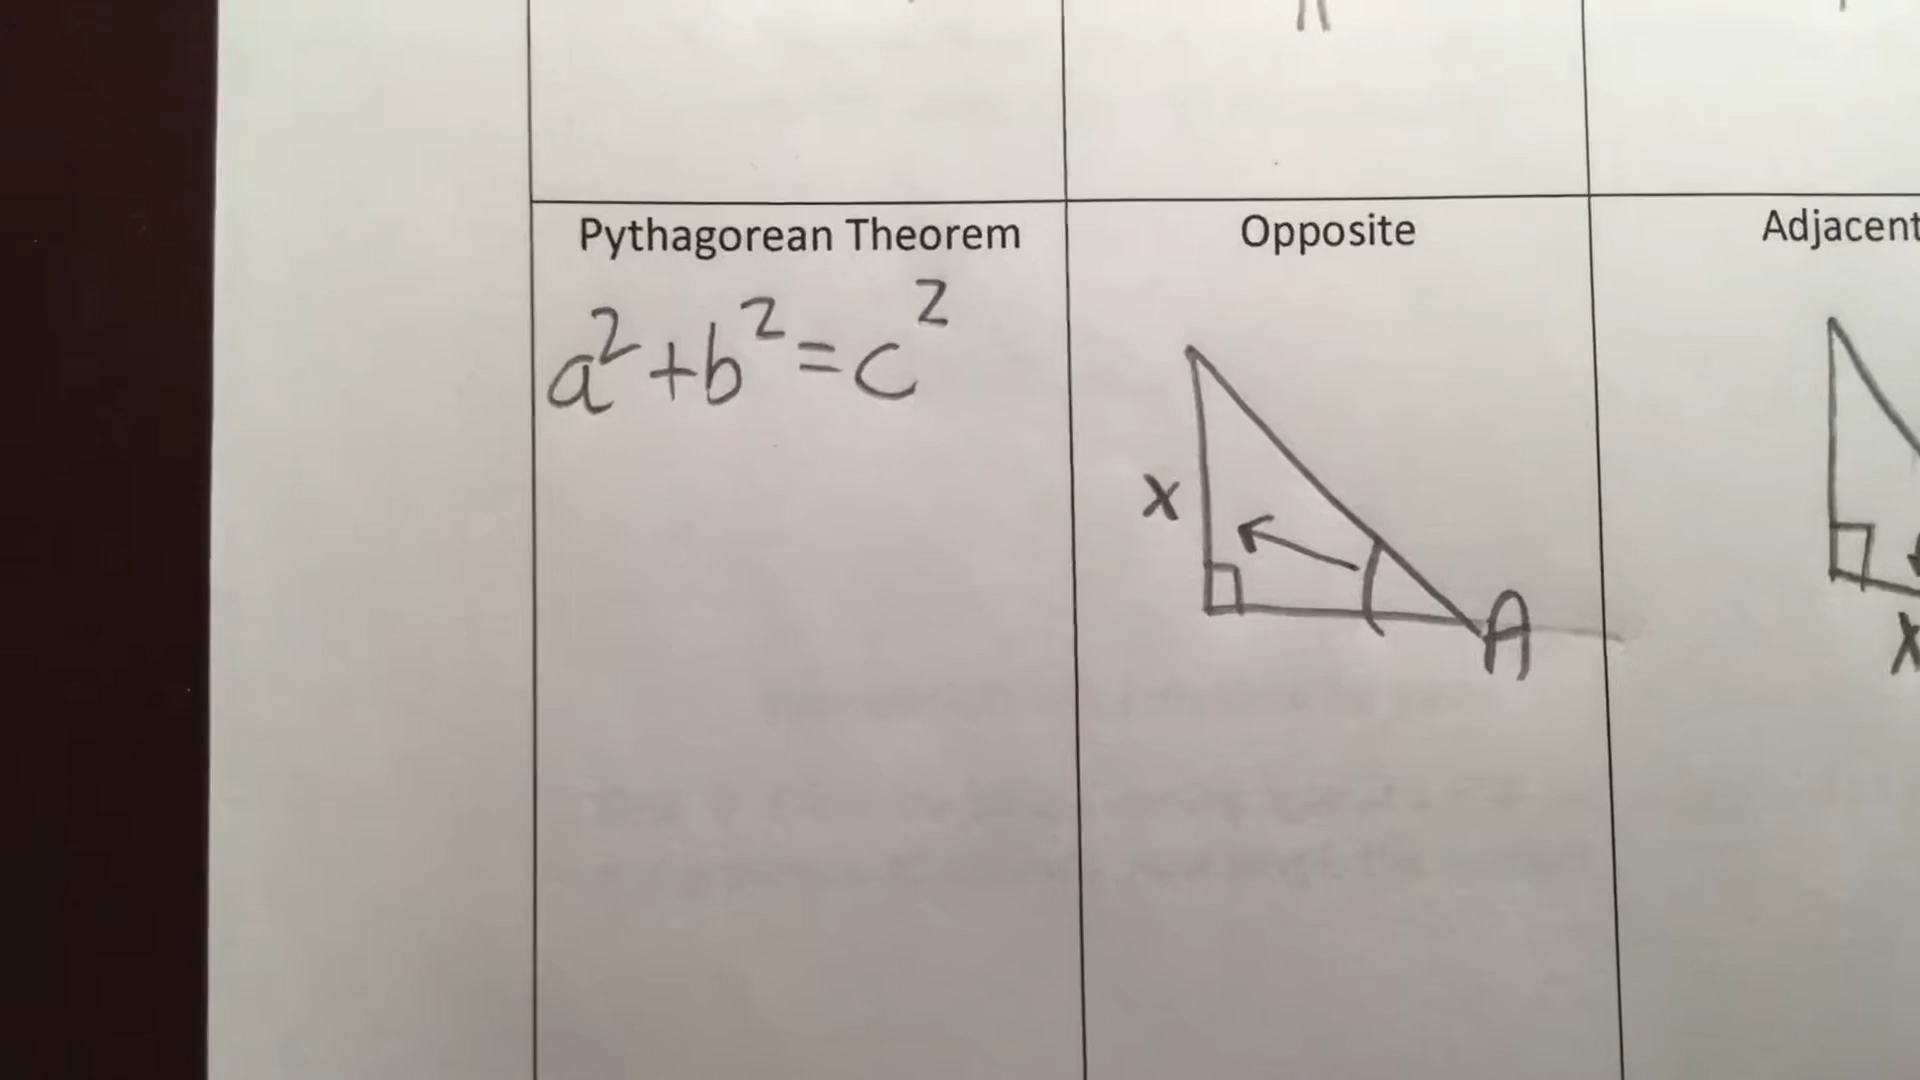 Pythagorean Theorem
a²+b²=c²
Opposite
x
A
Adjacent
x